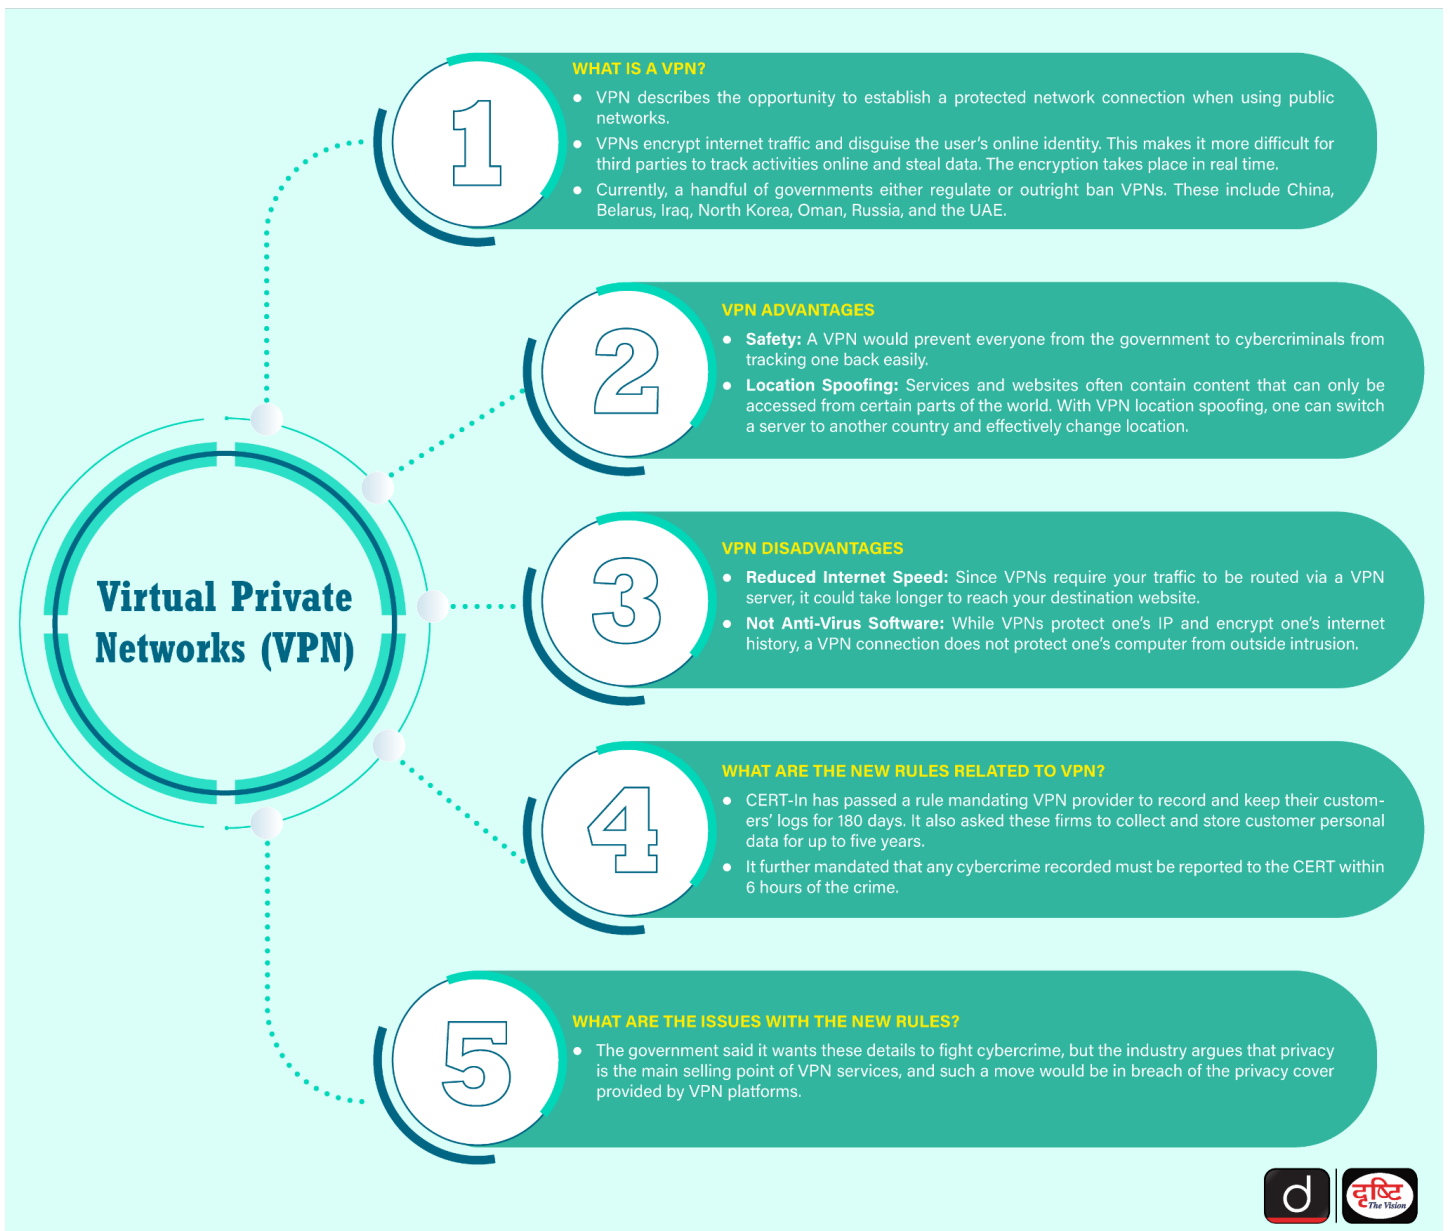 1
WHAT IS A VPN?
● VPN describes the opportunity to establish a protected network connection when using public
networks.
● VPNs encrypt internet traffic and disguise the user's online identity. This makes it more difficult for
third parties to track activities online and steal data. The encryption takes place in real time.
● Currently, a handful of governments either regulate or outright ban VPNs. These include China,
Belarus, Iraq, North Korea, Oman, Russia, and the UAE.
2
VPN ADVANTAGES
● Safety: A VPN would prevent everyone from the government to cybercriminals from
tracking one back easily.
● Location Spoofing: Services and websites often contain content that can only be
accessed from certain parts of the world. With VPN location spoofing, one can switch
a server to another country and effectively change location.
Virtual Private
Networks (VPN)
3
VPN DISADVANTAGES
● Reduced Internet Speed: Since VPNs require your traffic to be routed via a VPN
server, it could take longer to reach your destination website.
● Not Anti-Virus Software: While VPNs protect one's IP and encrypt one's internet
history, a VPN connection does not protect one's computer from outside intrusion.
4
WHAT ARE THE NEW RULES RELATED TO VPN?
● CERT-In has passed a rule mandating VPN provider to record and keep their custom-
ers' logs for 180 days. It also asked these firms to collect and store customer personal
data for up to five years.
● It further mandated that any cybercrime recorded must be reported to the CERT within
6 hours of the crime.
5
WHAT ARE THE ISSUES WITH THE NEW RULES?
● The government said it wants these details to fight cybercrime, but the industry argues that privacy
is the main selling point of VPN services, and such a move would be in breach of the privacy cover
provided by VPN platforms.
d
दृष्टि
The Vision